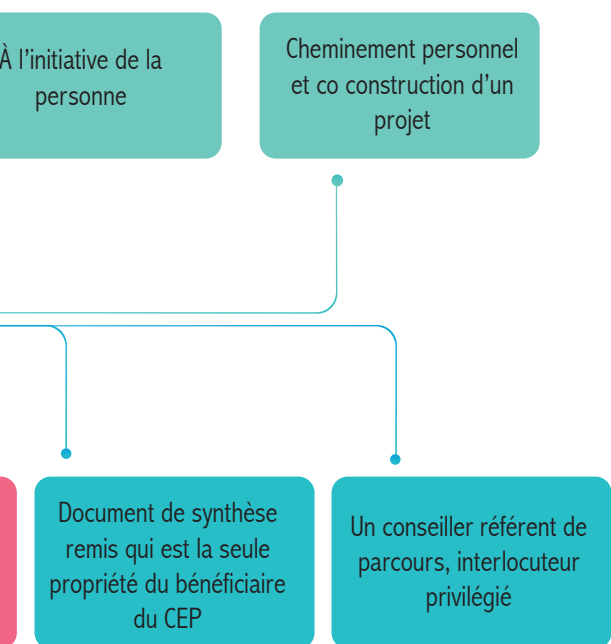 À l'initiative de la
personne
Cheminement personnel
et co construction d'un
projet
Document de synthèse
remis qui est la seule
propriété du bénéficiaire
du CEP
Un conseiller référent de
parcours, interlocuteur
privilégié